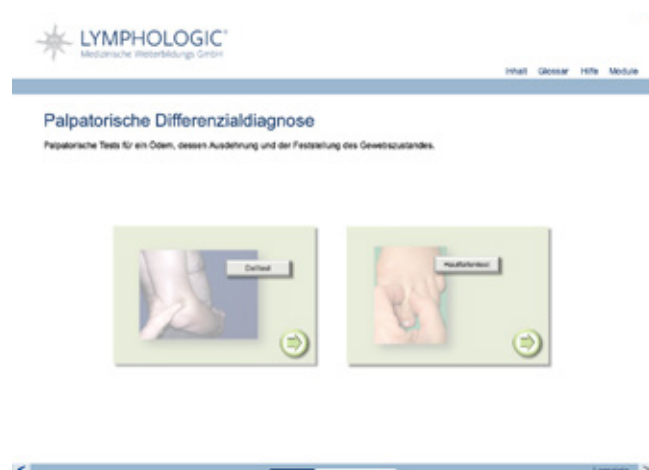 LYMPHOLOGIC®
Medizinische Weiterbildungs GmbH
Inhalt Glossar Hilfe Module
Palpatorische Differenzialdiagnose
Palpatorische Tests für ein Ödem, dessen Ausdehnung und der Feststellung des Gewebszustandes.
Delltest
Hautfaltentest